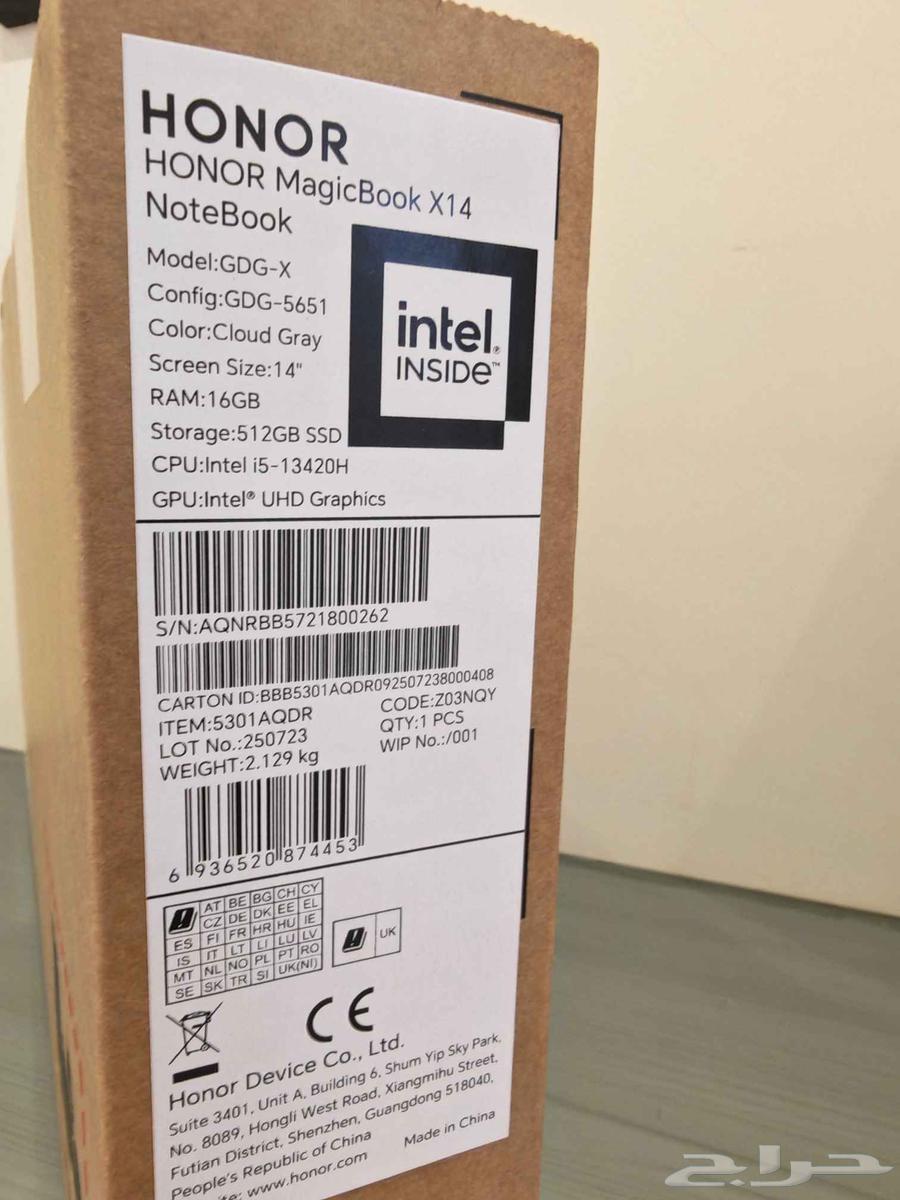 HONOR
HONOR MagicBook X14
NoteBook
Model:GDG-X
Config:GDG-5651
Color:Cloud Gray
Screen Size:14"
RAM:16GB
Storage:512GB SSD
CPU:Intel i5-13420H
GPU:Intel® UHD Graphics
intel®
INSIDE™
S/N:AQNRBB5721800262
CARTON ID:BBB5301AQDR092507238000408
ITEM:5301AQDR
CODE:Z03NQY
LOT No.:250723
QTY:1 PCS
WEIGHT:2.129 kg
WIP No.:/001
6 936520 874453
AT BE BG CH CY
CZ DE DK EE EL
ES FI FR HR HU IE
IS IT LT LI LU LV
MT NL NO PL PT RO
SE SK TR SI UK(NI)
UK
CE
Honor Device Co., Ltd.
Suite 3401, Unit A, Building 6, Shum Yip Sky Park,
No. 8089, Hongli West Road, Xiangmihu Street,
Futian District, Shenzhen, Guangdong 518040,
People's Republic of China
Made in China
www.honor.com
حراج